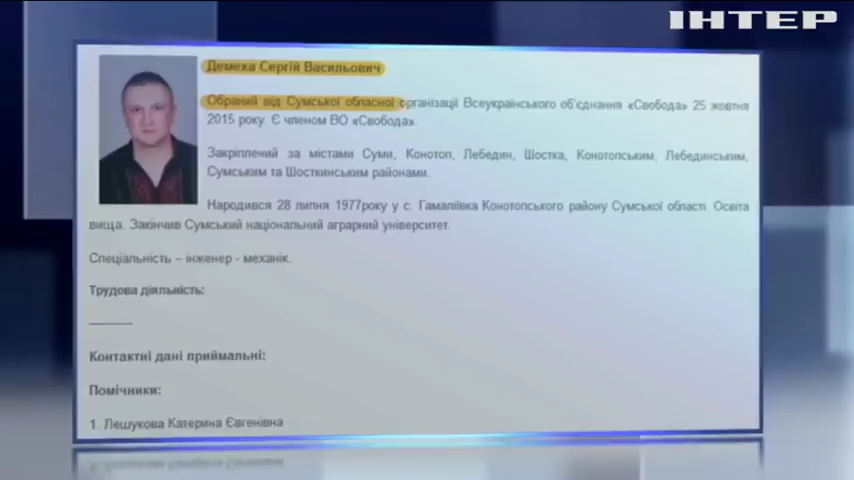 ІНТЕР
Демеха Сергій Васильович
Обраний від Сумської обласної організації Всеукраїнського об'єднання «Свобода» 25 жовтня
2015 року. Є членом ВО «Свобода».
Закріплений за містами Суми, Конотоп, Лебедин, Шостка, Конотопським, Лебединським,
Сумським та Шосткинським районами.
Народився 28 липня 1977року у с. Гамаліївка Конотопського району Сумської області. Освіта
вища. Закінчив Сумський національний аграрний університет.
Спеціальність – інженер - механік.
Трудова діяльність:
Контактні дані приймальні:
Помічники:
1. Лешукова Катерина Євгенівна